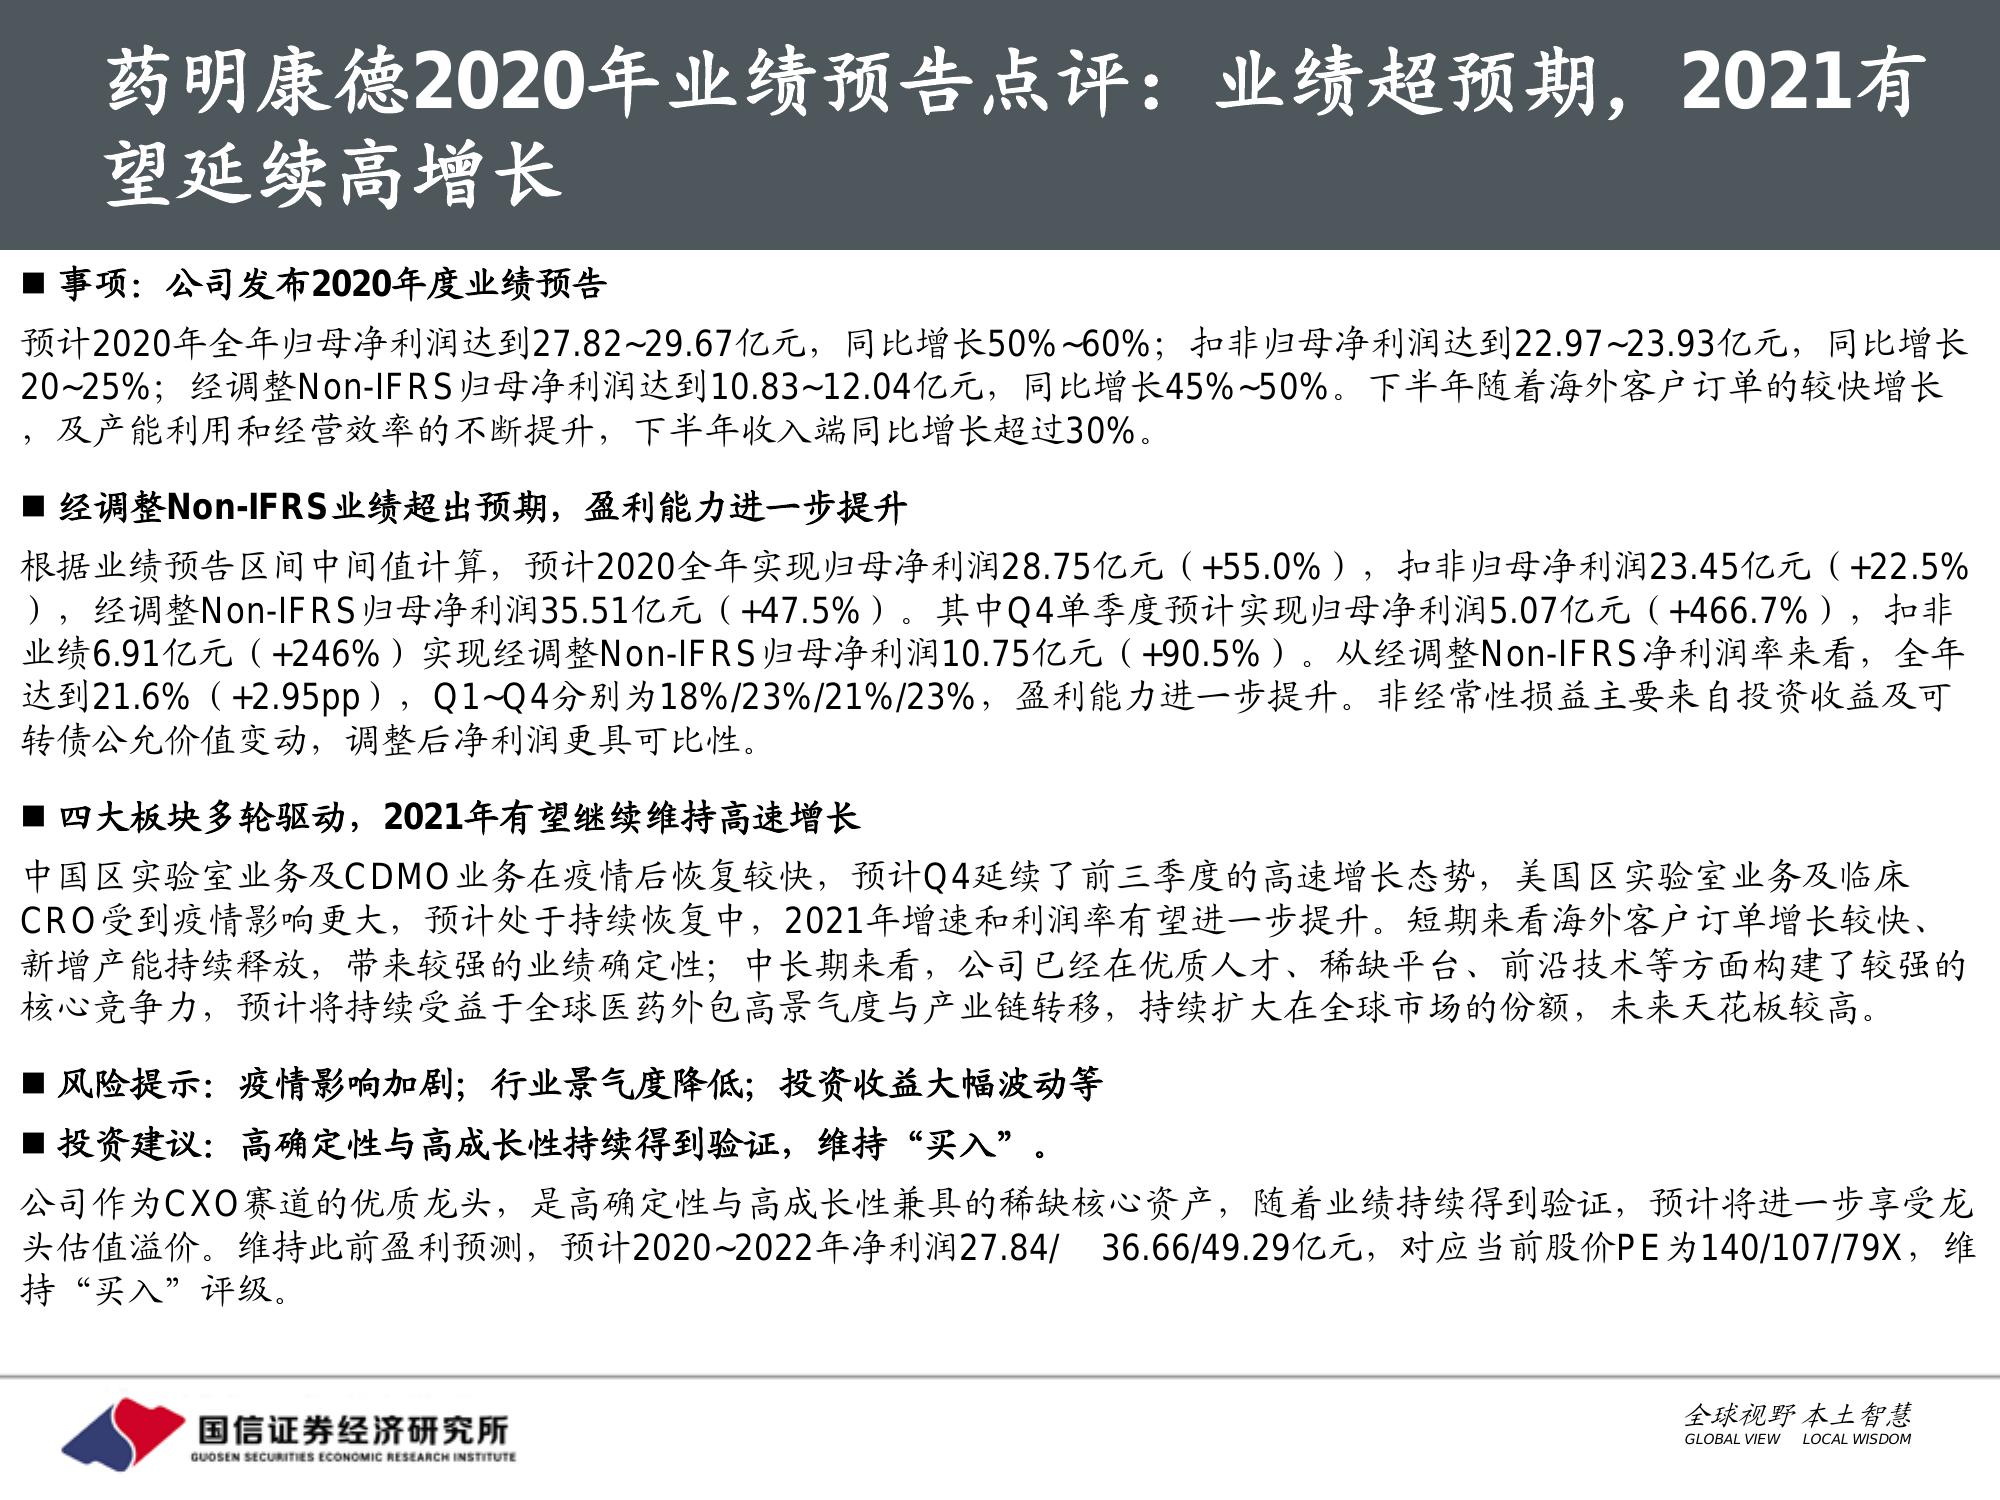 药明康德2020年业绩预告点评：业绩超预期，2021有
望延续高增长
■ 事项：公司发布2020年度业绩预告
预计2020年全年归母净利润达到27.82~29.67亿元，同比增长50%~60%；扣非归母净利润达到22.97~23.93亿元，同比增长
20~25%；经调整Non-IFRS归母净利润达到10.83~12.04亿元，同比增长45%~50%。下半年随着海外客户订单的较快增长
，及产能利用和经营效率的不断提升，下半年收入端同比增长超过30%。
■ 经调整Non-IFRS业绩超出预期，盈利能力进一步提升
根据业绩预告区间中间值计算，预计2020全年实现归母净利润28.75亿元（+55.0%），扣非归母净利润23.45亿元（+22.5%
），经调整Non-IFRS归母净利润35.51亿元（+47.5%）。其中Q4单季度预计实现归母净利润5.07亿元（+466.7%），扣非
业绩6.91亿元（+246%）实现经调整Non-IFRS归母净利润10.75亿元（+90.5%）。从经调整Non-IFRS净利润率来看，全年
达到21.6%（+2.95pp），Q1~Q4分别为18%/23%/21%/23%，盈利能力进一步提升。非经常性损益主要来自投资收益及可
转债公允价值变动，调整后净利润更具可比性。
■ 四大板块多轮驱动，2021年有望继续维持高速增长
中国区实验室业务及CDMO业务在疫情后恢复较快，预计Q4延续了前三季度的高速增长态势，美国区实验室业务及临床
CRO受到疫情影响更大，预计处于持续恢复中，2021年增速和利润率有望进一步提升。短期来看海外客户订单增长较快、
新增产能持续释放，带来较强的业绩确定性；中长期来看，公司已经在优质人才、稀缺平台、前沿技术等方面构建了较强的
核心竞争力，预计将持续受益于全球医药外包高景气度与产业链转移，持续扩大在全球市场的份额，未来天花板较高。
■ 风险提示：疫情影响加剧；行业景气度降低；投资收益大幅波动等
■ 投资建议：高确定性与高成长性持续得到验证，维持“买入”。
公司作为CXO赛道的优质龙头，是高确定性与高成长性兼具的稀缺核心资产，随着业绩持续得到验证，预计将进一步享受龙
头估值溢价。维持此前盈利预测，预计2020~2022年净利润27.84/ 36.66/49.29亿元，对应当前股价PE为140/107/79X，维
持“买入”评级。
国信证券经济研究所
GUOSEN SECURITIES ECONOMIC RESEARCH INSTITUTE
全球视野 本土智慧
GLOBAL VIEW LOCAL WISDOM